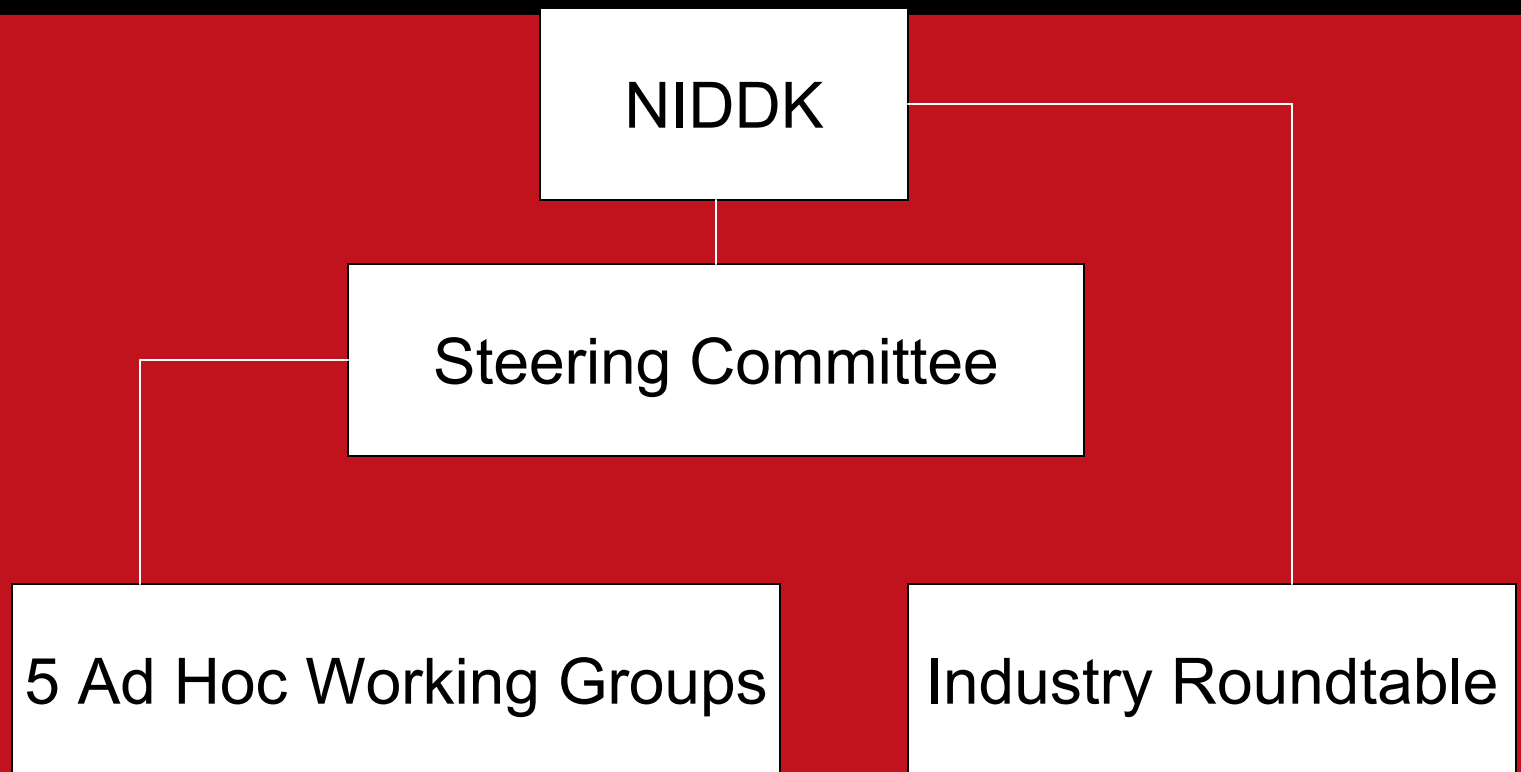 NIDDK
Steering Committee
5 Ad Hoc Working Groups
Industry Roundtable